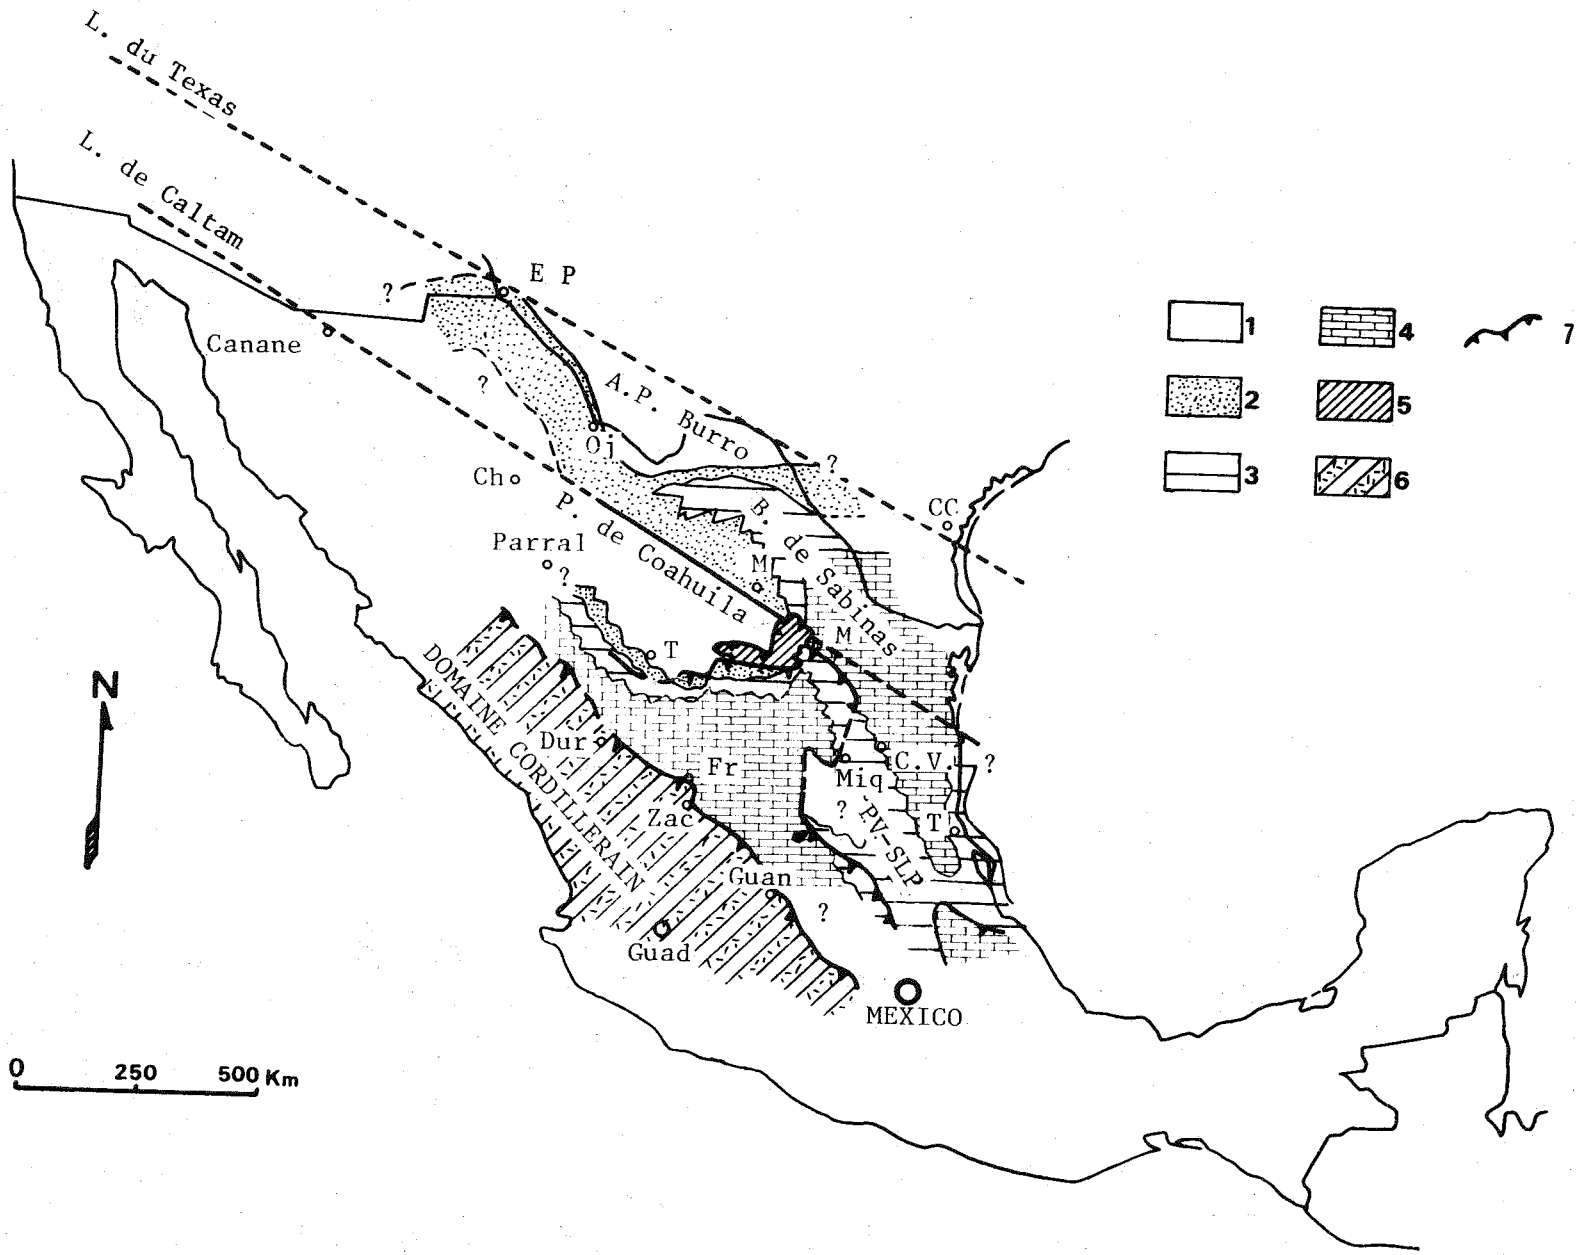 L. du Texas
L. de Caltam
E P
?
Canane
?
A.P. Burro
Oj
?
Ch
CC
P. de Coahuila
B. de Sabinas
Parral
M
?
M
T
DOMAINE CORDILLERAIN
N
Dur
Fr
C.V.
?
Miq
?
Zac
PV-SLP
T
Guan
?
Guad
MEXICO
0 250 500 Km
1
2
3
4
5
6
7